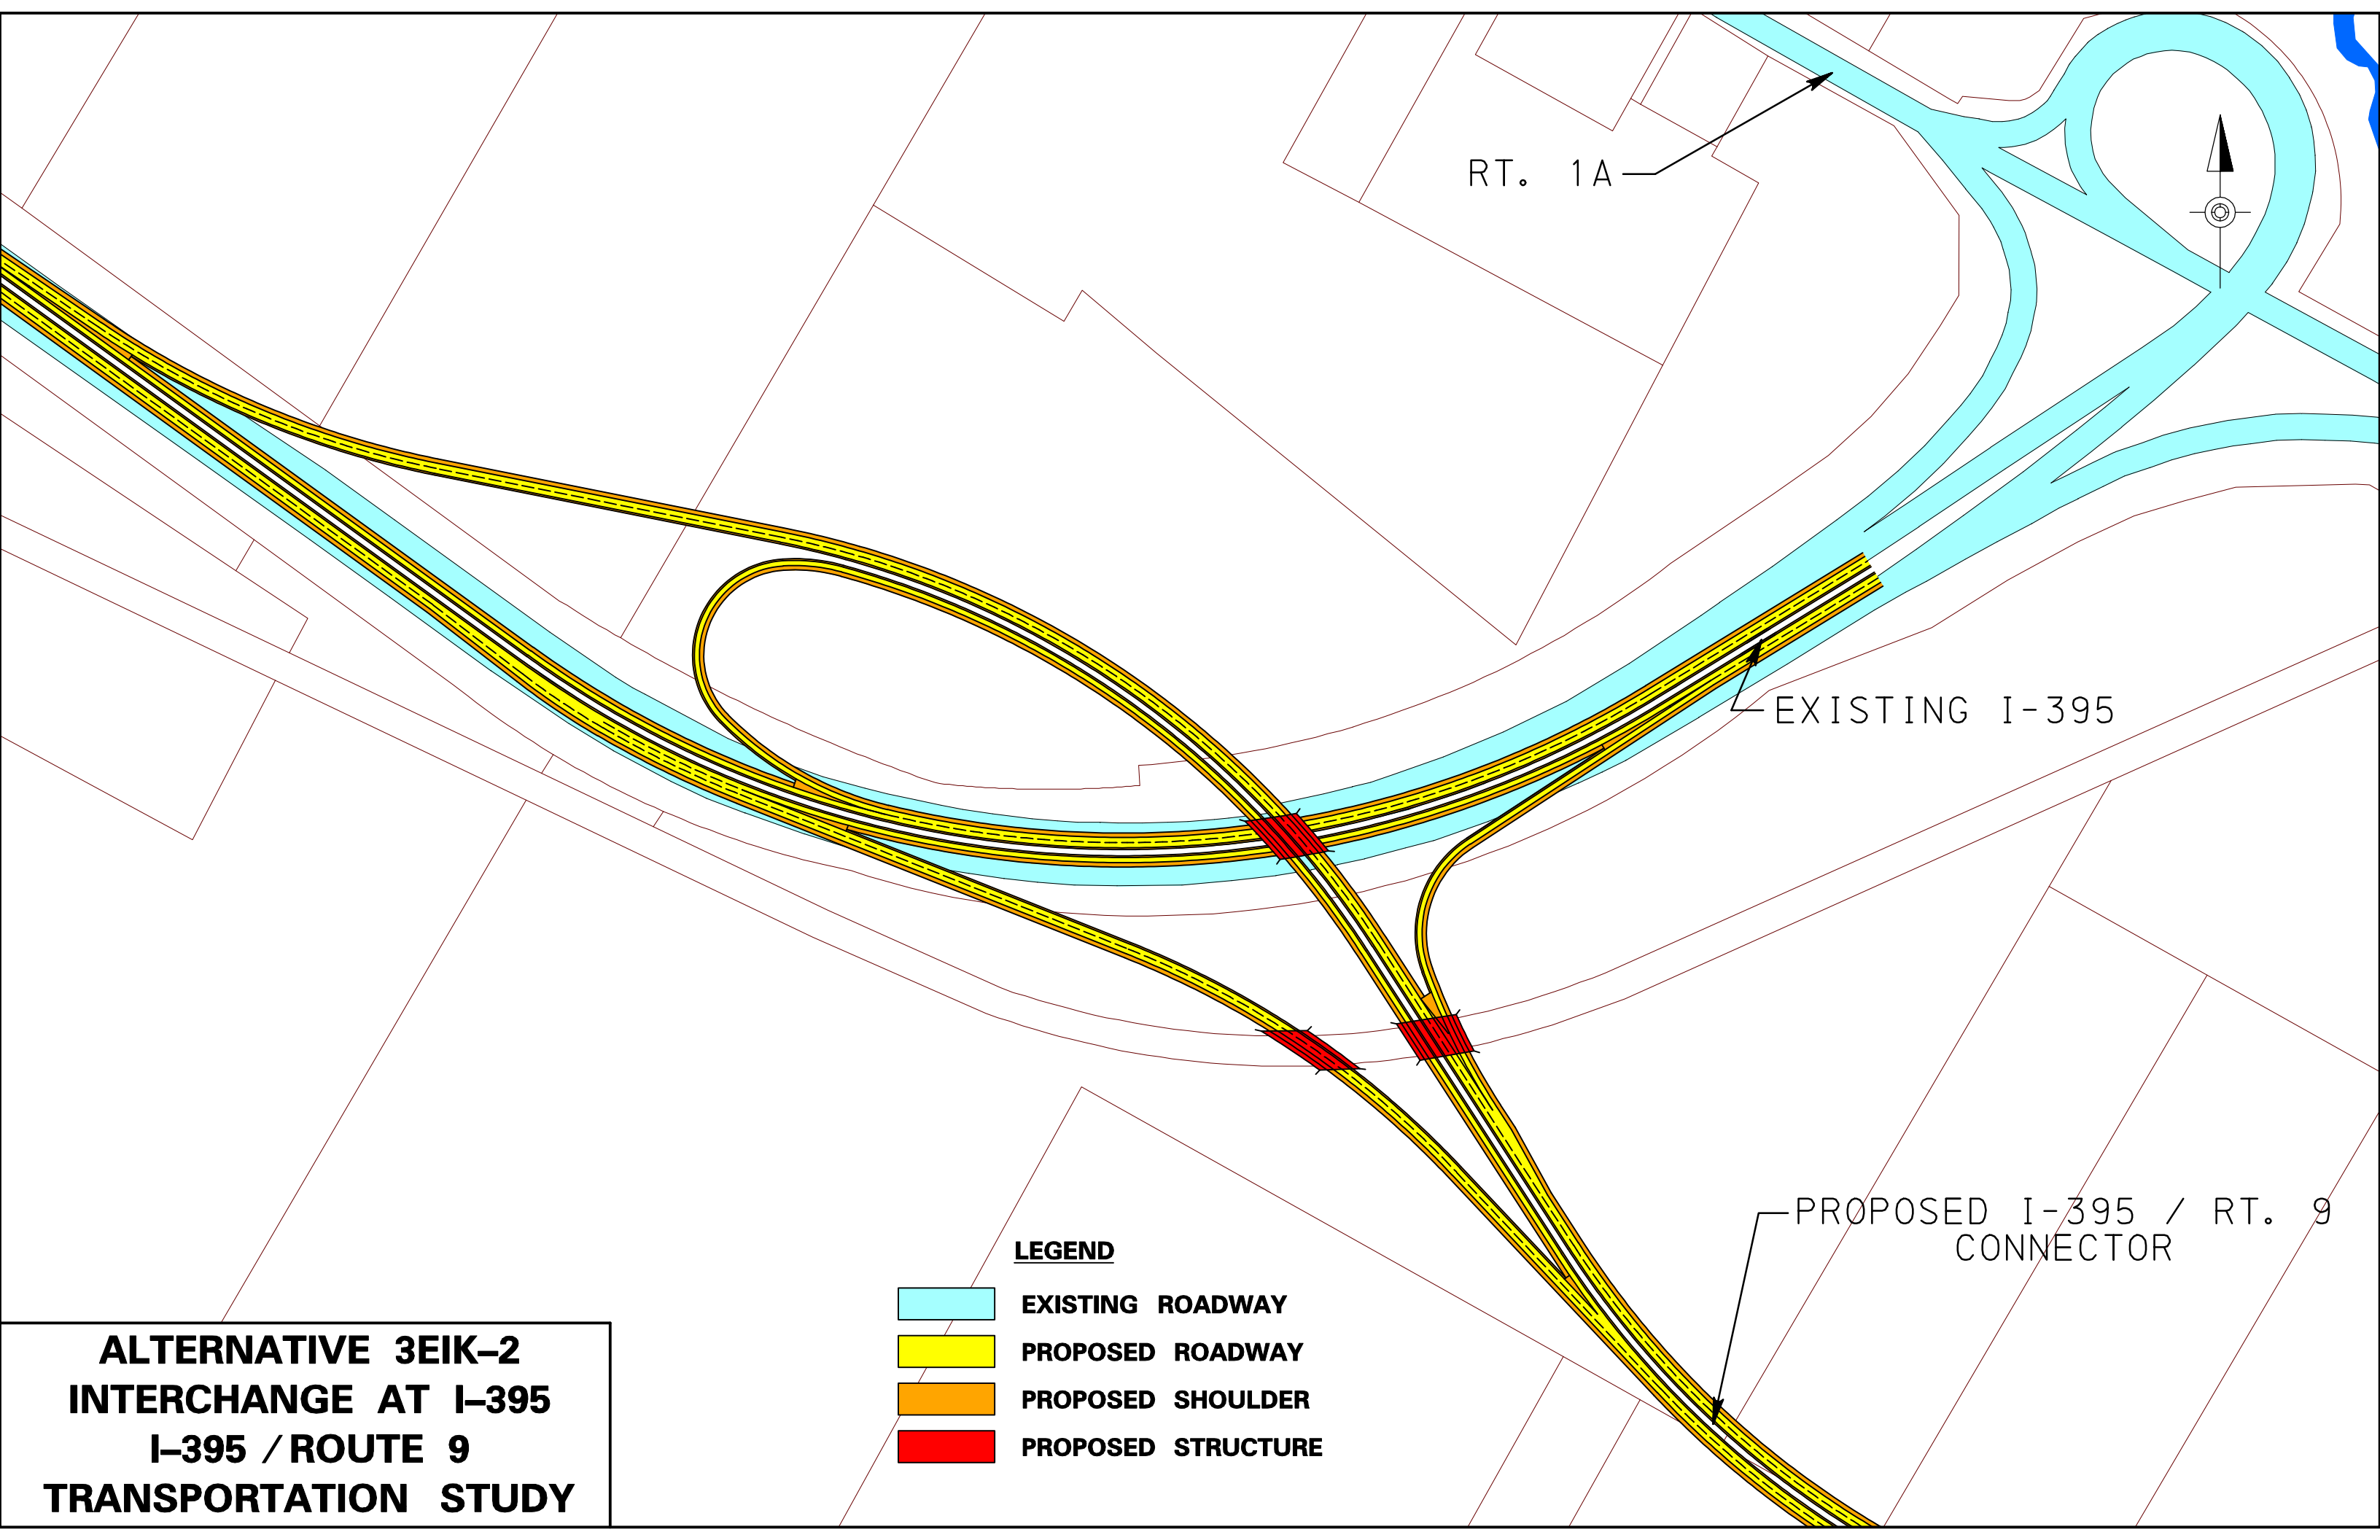 RT. 1A
EXISTING I-395
PROPOSED I-395 / RT. 9
CONNECTOR
LEGEND
EXISTING ROADWAY
PROPOSED ROADWAY
PROPOSED SHOULDER
PROPOSED STRUCTURE
ALTERNATIVE 3EIK–2
INTERCHANGE AT I–395
I–395 / ROUTE 9
TRANSPORTATION STUDY